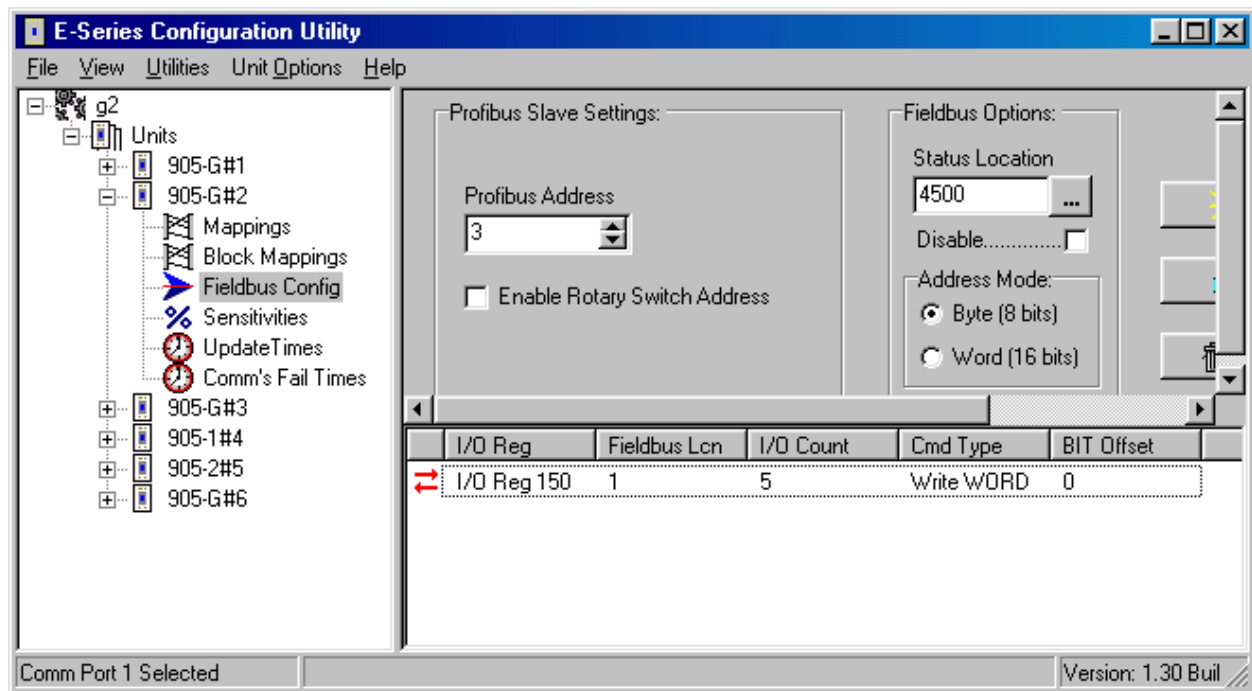 E-Series Configuration Utility
File View Utilities Unit Options Help
g2
Units
905-G#1
905-G#2
Mappings
Block Mappings
Fieldbus Config
Sensitivities
UpdateTimes
Comm's Fail Times
905-G#3
905-1#4
905-2#5
905-G#6
Profibus Slave Settings:
Profibus Address
3
Enable Rotary Switch Address
Fieldbus Options:
Status Location
4500 ...
Disable..............
Address Mode:
Byte (8 bits)
Word (16 bits)
I/O Reg Fieldbus Lcn I/O Count Cmd Type BIT Offset
I/O Reg 150 1 5 Write WORD 0
Comm Port 1 Selected Version: 1.30 Buil